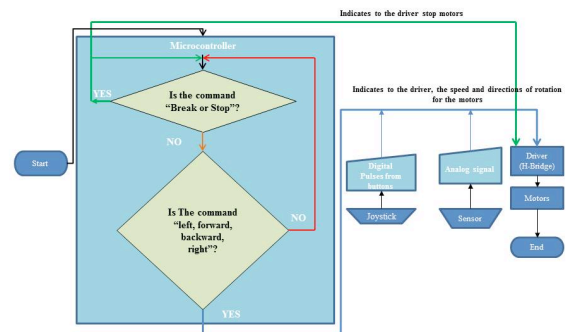 Indicates to the driver stop motors
Microcontroller
Is the command
“Break or Stop”?
YES
NO
Start
Is The command
“left, forward,
backward,
right”?
NO
YES
Indicates to the driver, the speed and directions of rotation
for the motors
Digital
Pulses from
buttons
Joystick
Analog signal
Sensor
Driver
(H-Bridge)
Motors
End